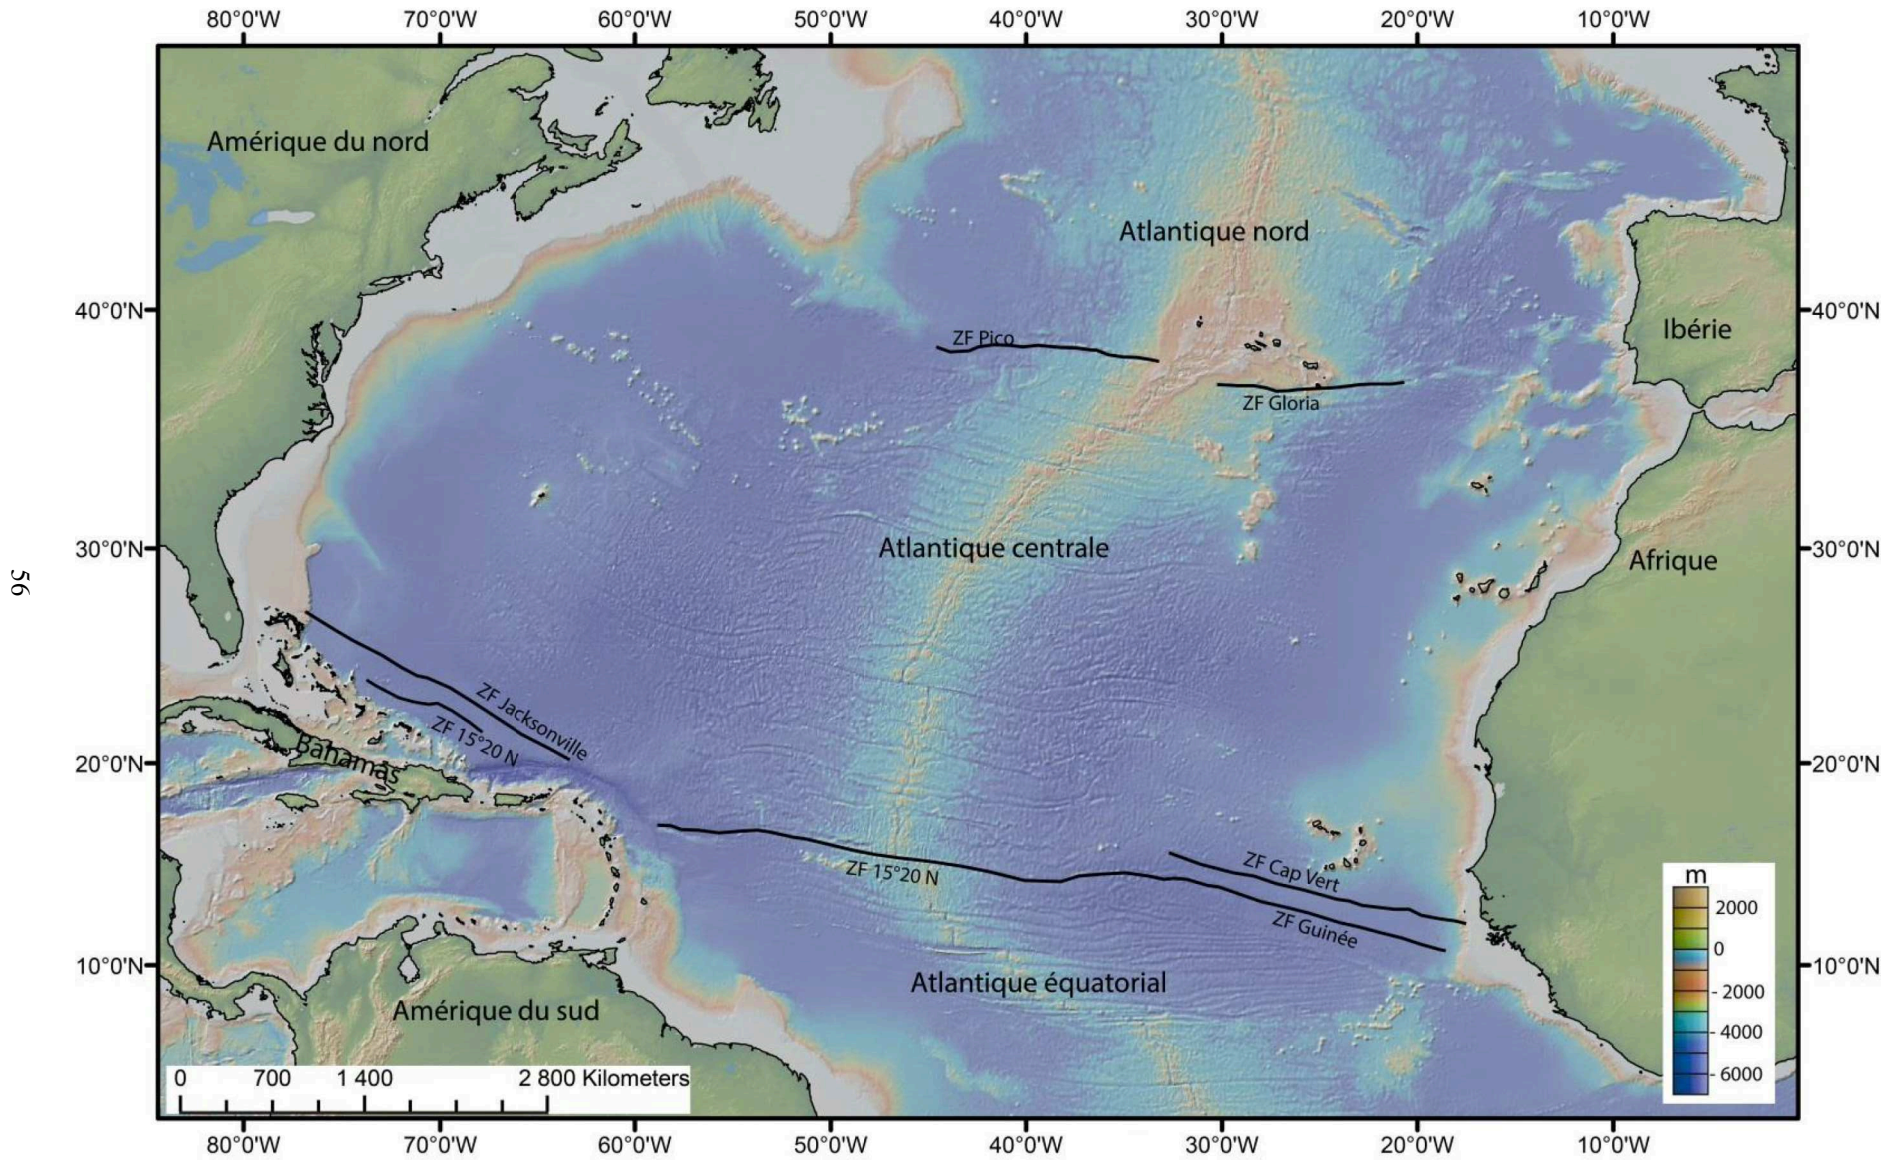 80°0'W 70°0'W 60°0'W 50°0'W 40°0'W 30°0'W 20°0'W 10°0'W
Amérique du nord
Atlantique nord
40°0'N
40°0'N
Ibérie
ZF Pico
ZF Gloria
30°0'N
Atlantique centrale
30°0'N
Afrique
56
ZF Jacksonville
ZF 15°20 N
Bahamas
20°0'N
20°0'N
ZF 15°20 N
ZF Cap Vert
ZF Guinée
10°0'N
10°0'N
Atlantique équatorial
Amérique du sud
m
2000
0
- 2000
- 4000
- 6000
0 700 1 400 2 800 Kilometers
80°0'W 70°0'W 60°0'W 50°0'W 40°0'W 30°0'W 20°0'W 10°0'W